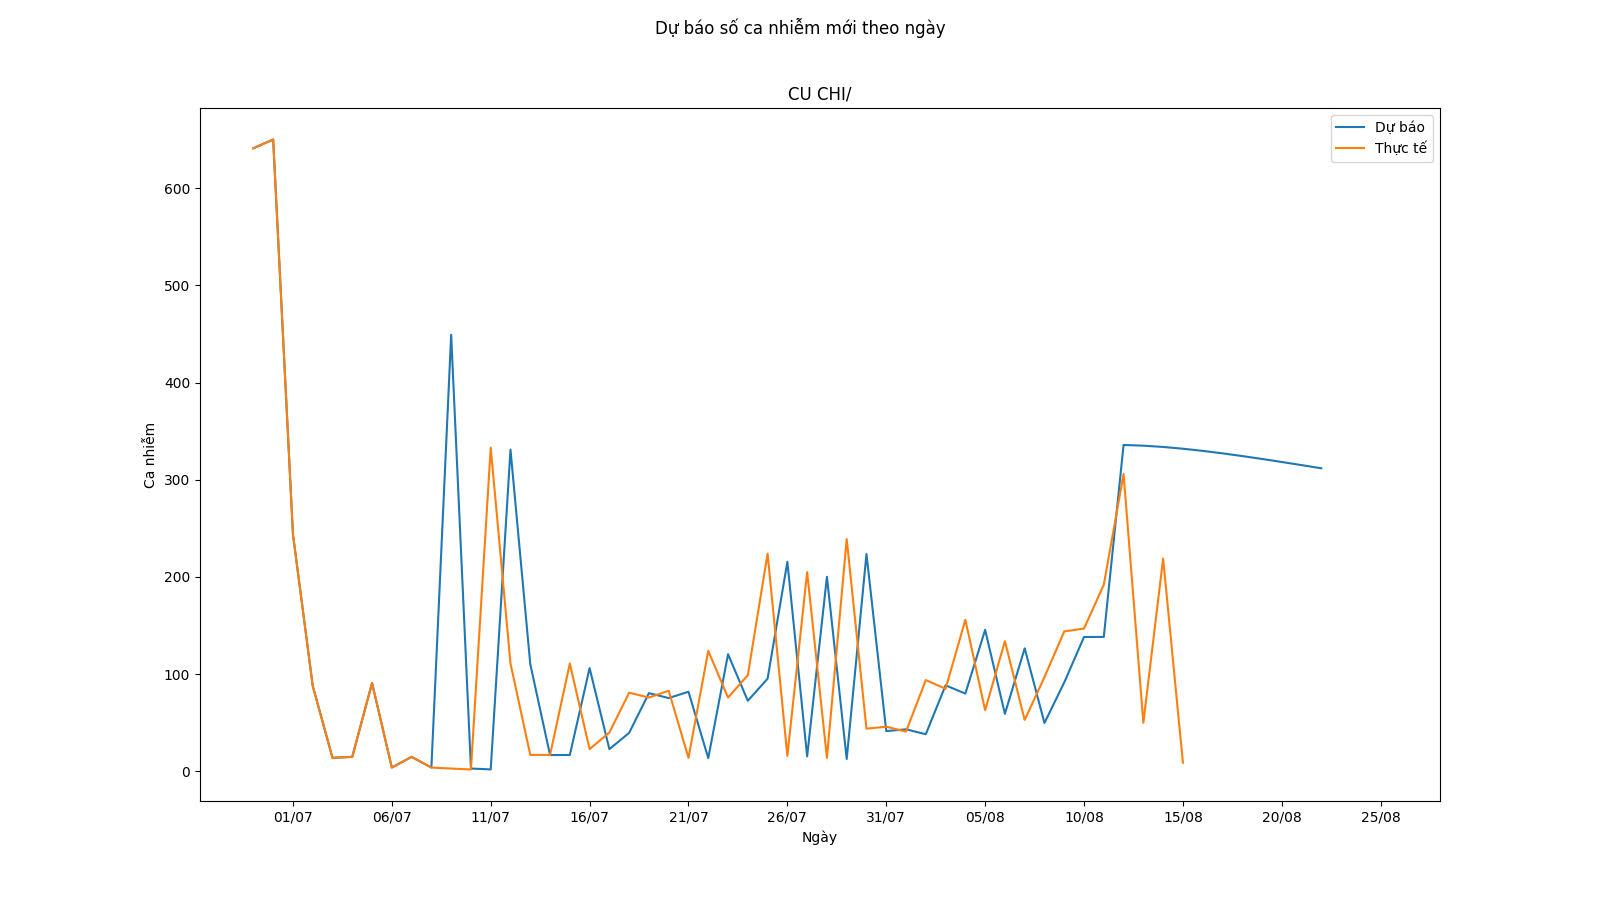 Dự báo số ca nhiễm mới theo ngày
CU CHI/
Dự báo
Thực tế
600
500
400
300
200
100
0
Ca nhiễm
01/07 06/07 11/07 16/07 21/07 26/07 31/07 05/08 10/08 15/08 20/08 25/08
Ngày